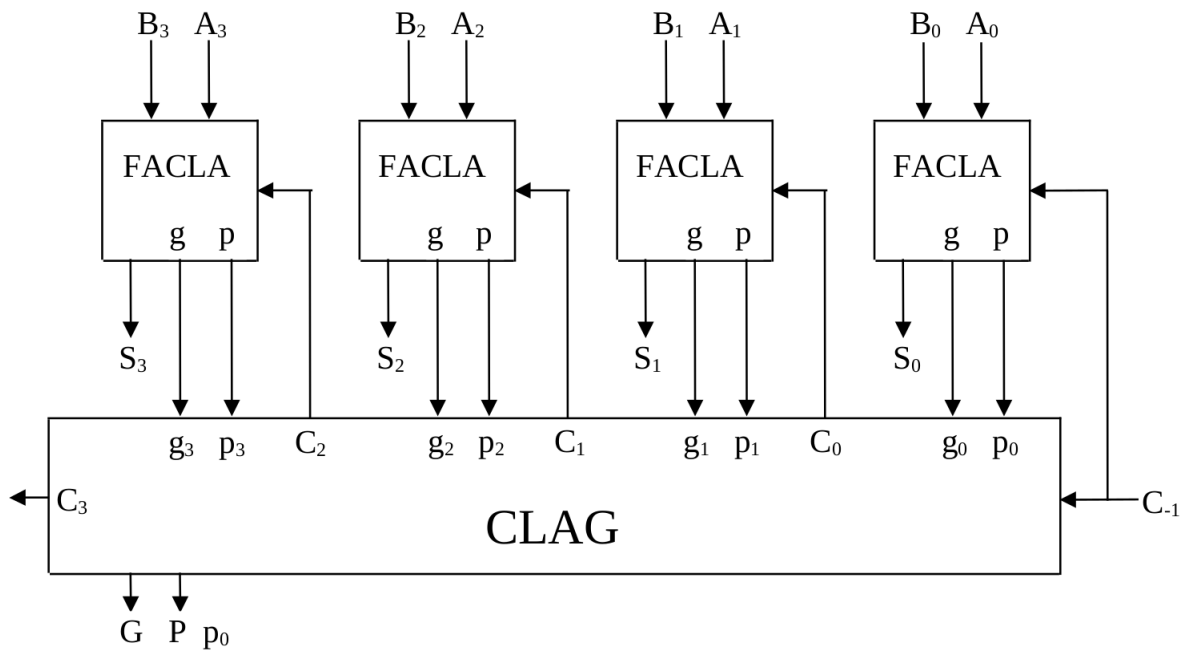 B₃ A₃ B₂ A₂ B₁ A₁ B₀ A₀
FACLA FACLA FACLA FACLA
g p g p g p g p
S₃ S₂ S₁ S₀
g₃ p₃ C₂ g₂ p₂ C₁ g₁ p₁ C₀ g₀ p₀
C₃ C₋₁
CLAG
G P p₀